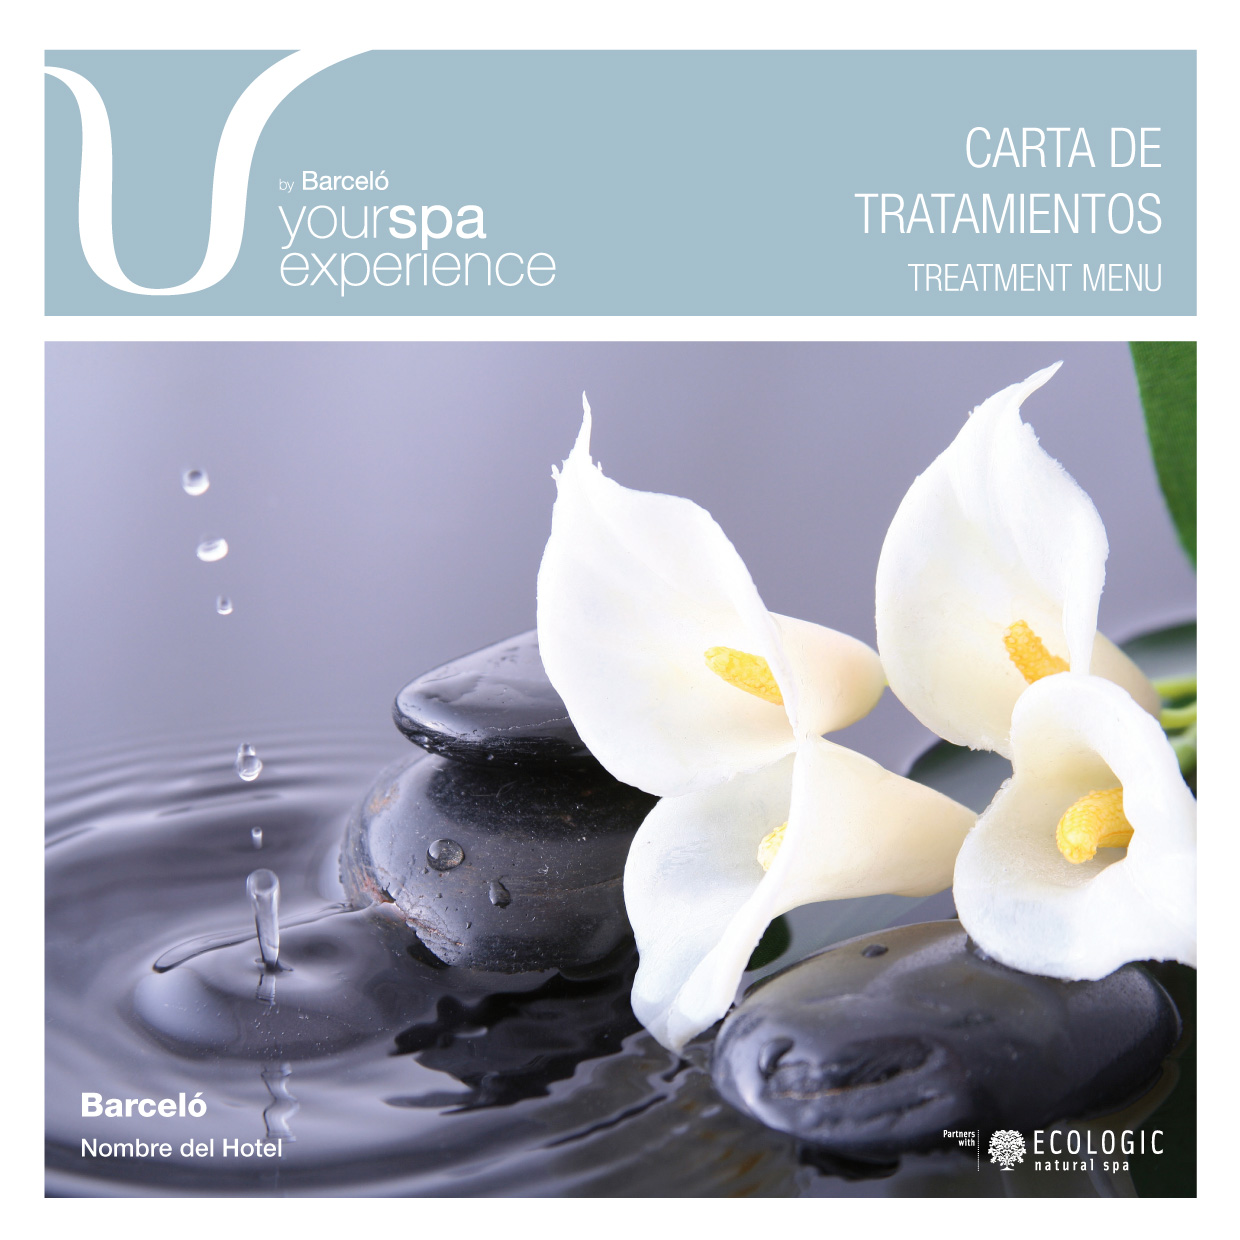 by Barceló
yourspa
experience
CARTA DE
TRATAMIENTOS
TREATMENT MENU
Barceló
Nombre del Hotel
Partners
with
ECOLOGIC
natural spa